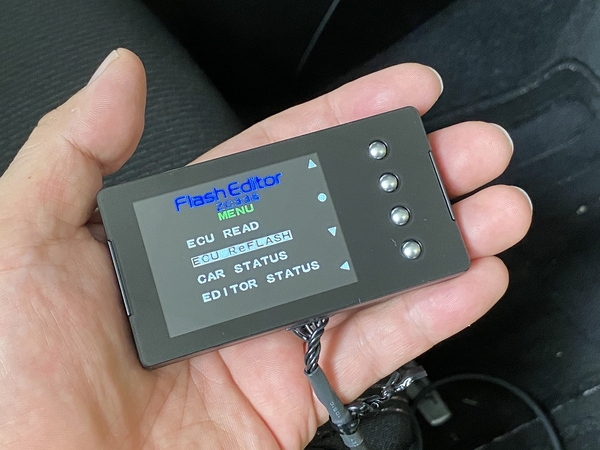 Flash Editor
MENU
ECU READ
ECU ReFLASH
CAR STATUS
EDITOR STATUS